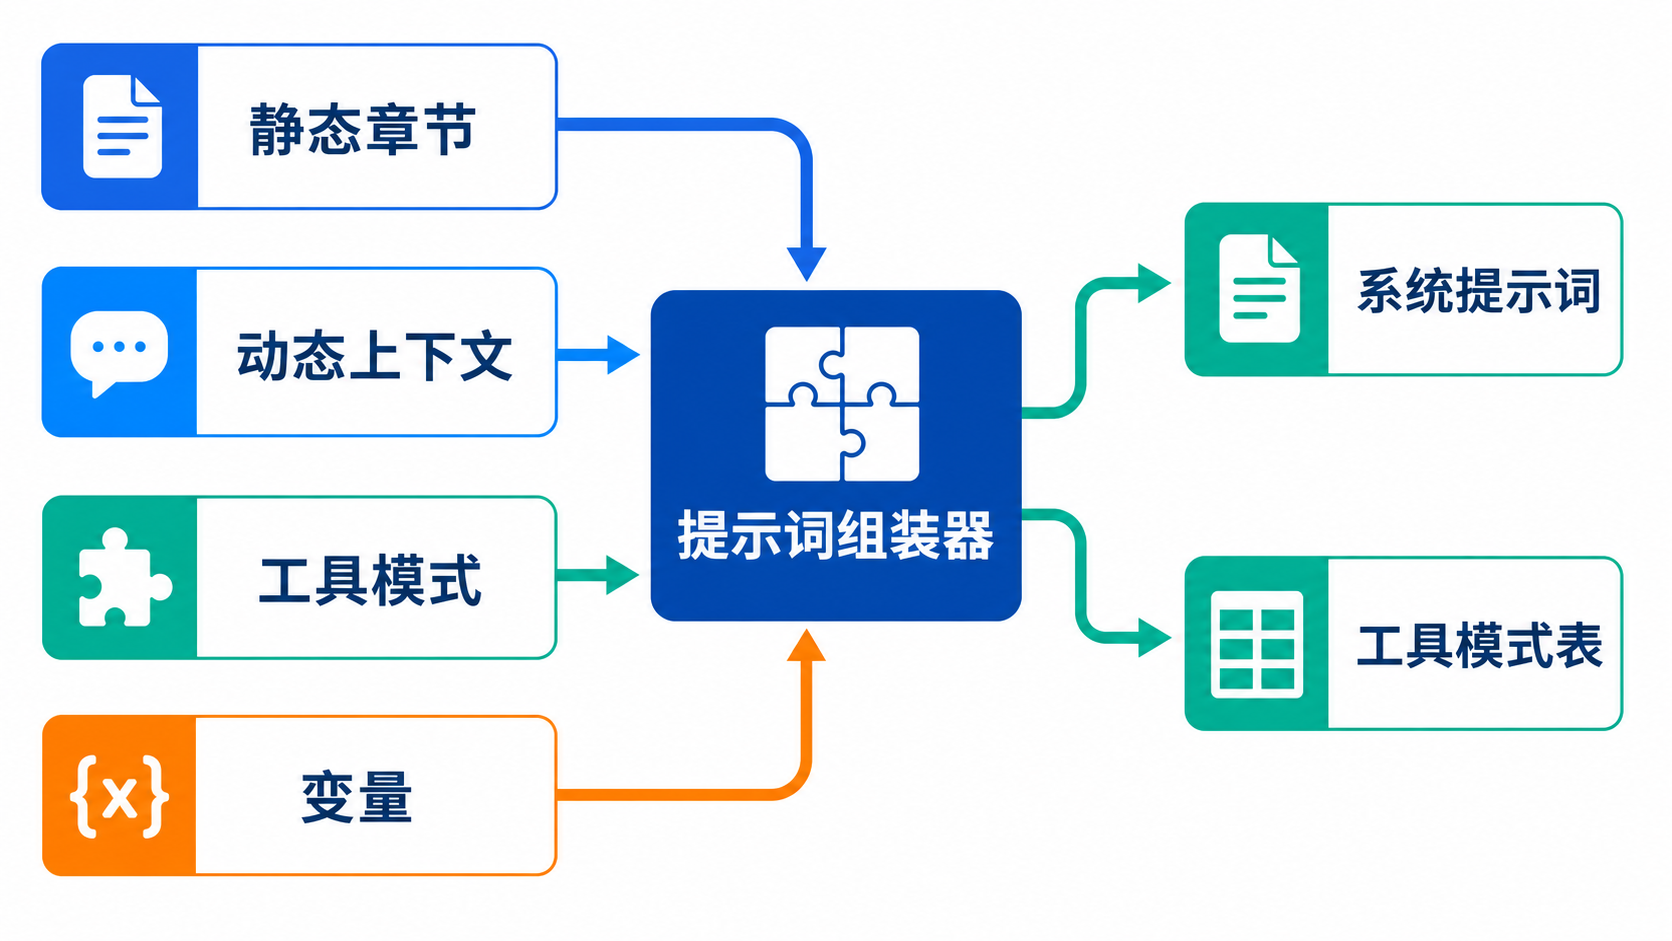 静态章节
动态上下文
工具模式
{x} 变量
提示词组装器
系统提示词
工具模式表